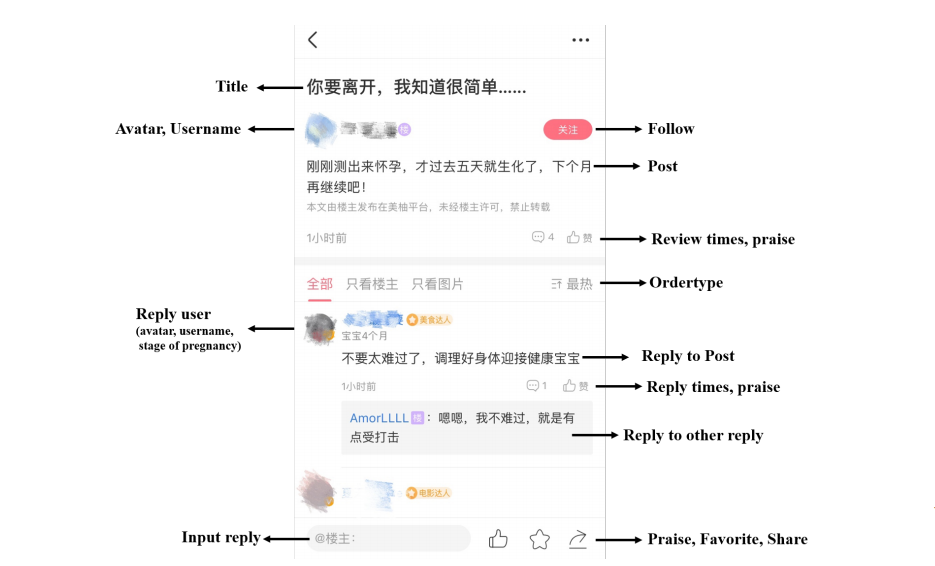 Title
你要离开，我知道很简单......
Avatar, Username
楼
关注
Follow
刚刚测出来怀孕，才过去五天就生化了，下个月
再继续吧！
Post
本文由楼主发布在美柚平台，未经楼主许可，禁止转载
1小时前
4
赞
Review times, praise
全部
只看楼主
只看图片
最热
Ordertype
Reply user
(avatar, username,
stage of pregnancy)
美食达人
宝宝4个月
不要太难过了，调理好身体迎接健康宝宝
Reply to Post
1小时前
1
赞
Reply times, praise
AmorLLLL 楼：嗯嗯，我不难过，就是有
点受打击
Reply to other reply
电影达人
Input reply
@楼主：
Praise, Favorite, Share